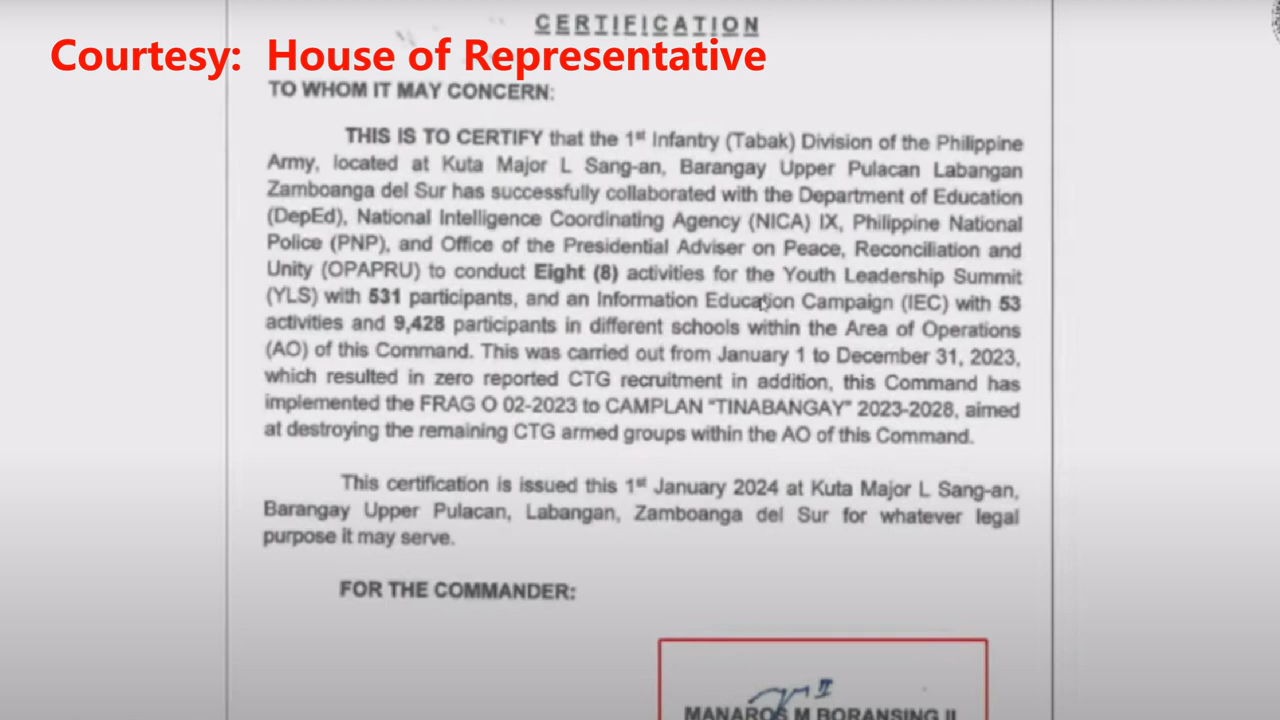 CERTIFICATION
Courtesy: House of Representative
TO WHOM IT MAY CONCERN:
THIS IS TO CERTIFY that the 1st Infantry (Tabak) Division of the Philippine
Army, located at Kuta Major L Sang-an, Barangay Upper Pulacan Labangan
Zamboanga del Sur has successfully collaborated with the Department of Education
(DepEd), National Intelligence Coordinating Agency (NICA) IX, Philippine National
Police (PNP), and Office of the Presidential Adviser on Peace, Reconciliation and
Unity (OPAPRU) to conduct Eight (8) activities for the Youth Leadership Summit
(YLS) with 531 participants, and an Information Education Campaign (IEC) with 53
activities and 9,428 participants in different schools within the Area of Operations
(AO) of this Command. This was carried out from January 1 to December 31, 2023,
which resulted in zero reported CTG recruitment in addition, this Command has
implemented the FRAG O 02-2023 to CAMPLAN "TINABANGAY" 2023-2028, aimed
at destroying the remaining CTG armed groups within the AO of this Command.
This certification is issued this 1st January 2024 at Kuta Major L Sang-an,
Barangay Upper Pulacan, Labangan, Zamboanga del Sur for whatever legal
purpose it may serve.
FOR THE COMMANDER:
MANAROS M BORANSING II